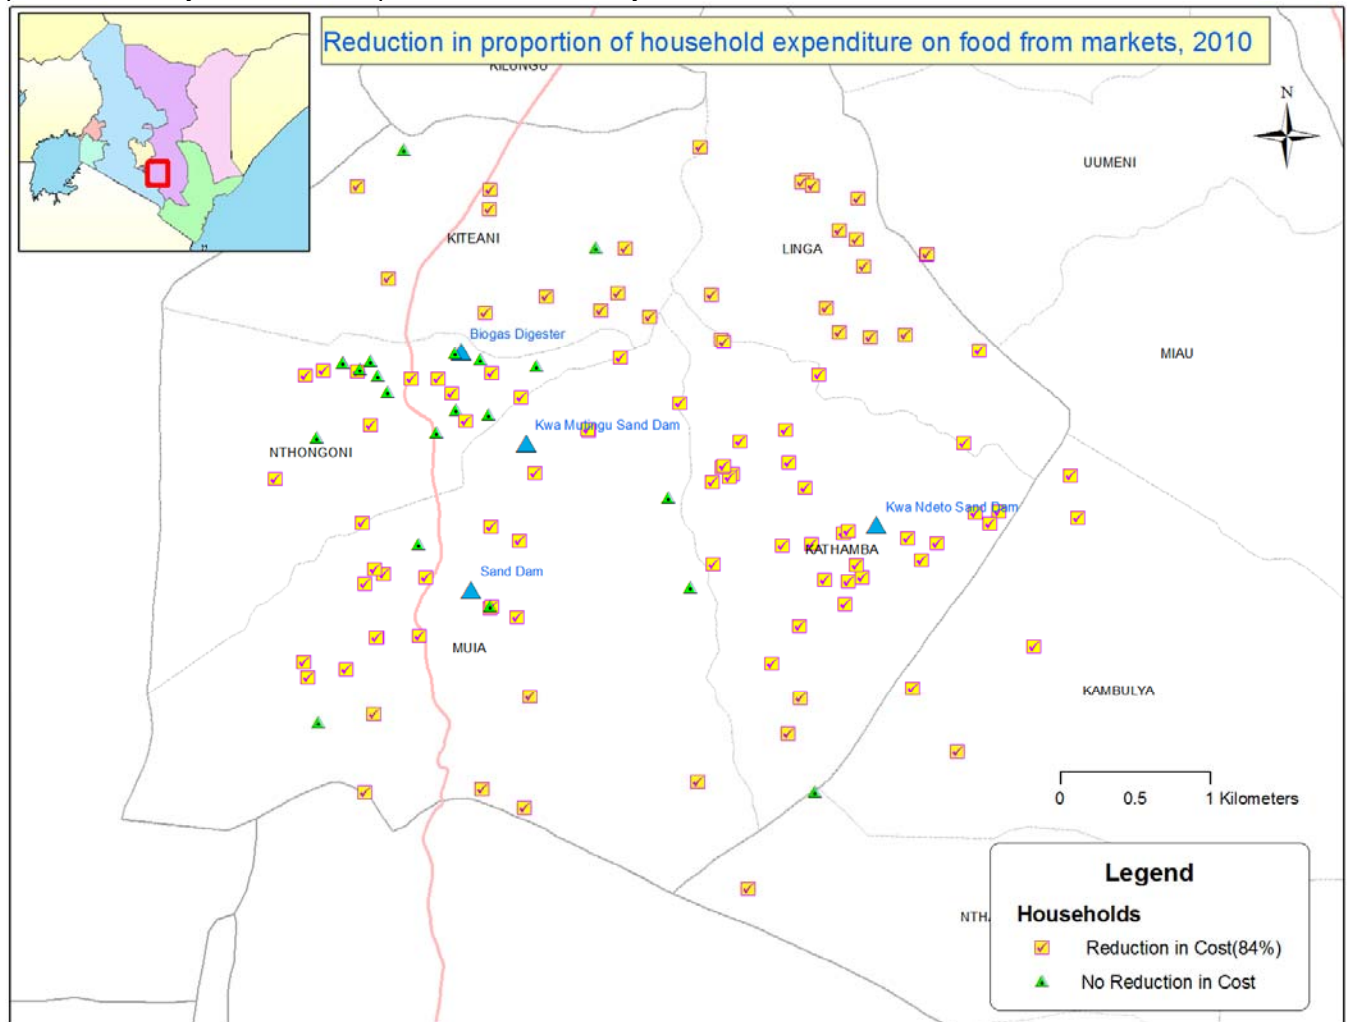 Reduction in proportion of household expenditure on food from markets, 2010
KILUNGU
N
UUMENI
KITEANI
LINGA
Biogas Digester
MIAU
Kwa Mutingu Sand Dam
NTHONGONI
Kwa Ndeto Sand Dam
KATHAMBA
Sand Dam
MUIA
KAMBULYA
0 0.5 1 Kilometers
Legend
NTH
Households
Reduction in Cost(84%)
No Reduction in Cost